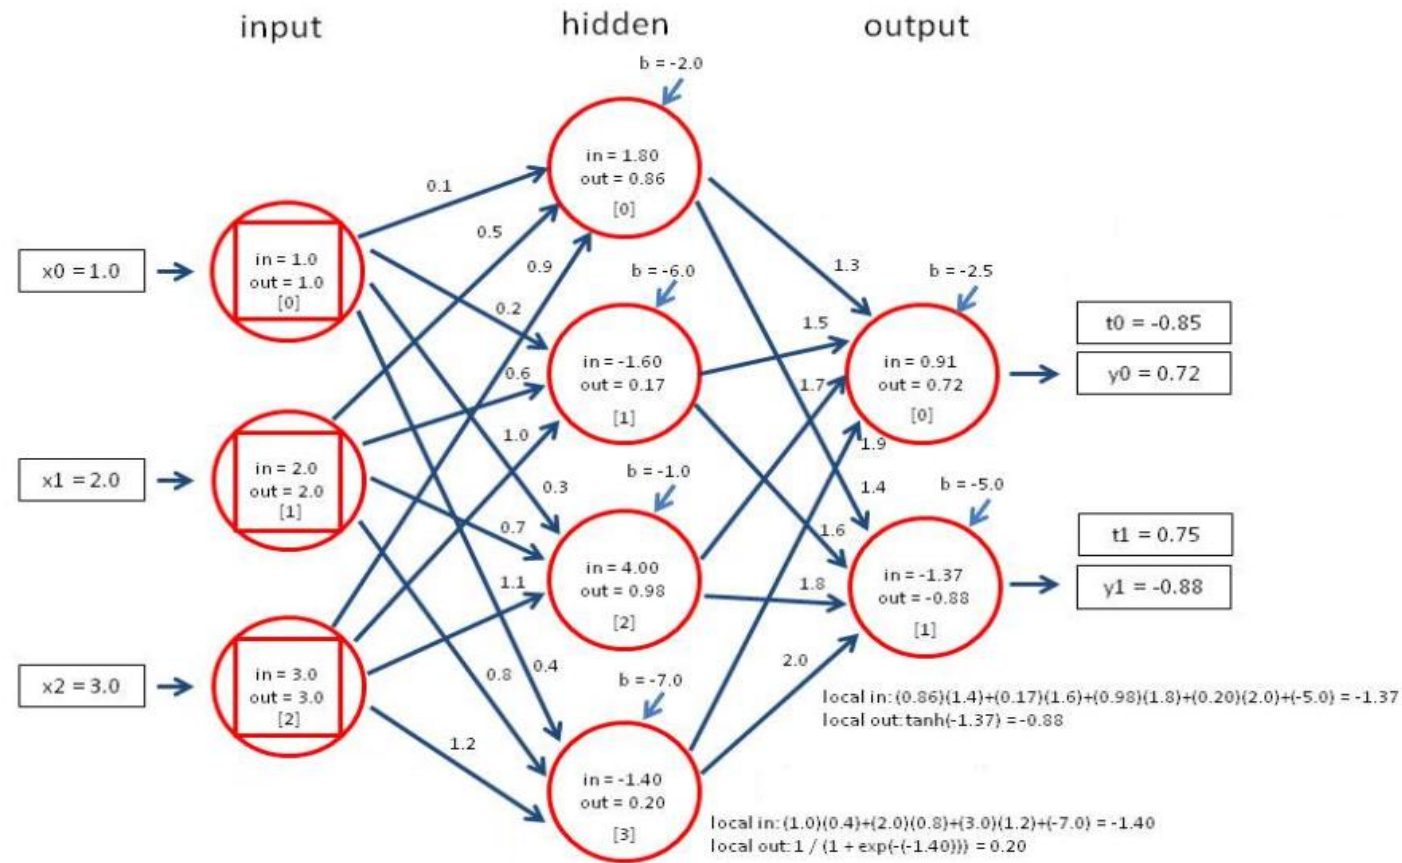 input
hidden
output
b = -2.0
in = 1.80
out = 0.86
[0]
0.1
0.5
0.9
x0 = 1.0
in = 1.0
out = 1.0
[0]
b = -6.0
1.3
b = -2.5
0.2
1.5
t0 = -0.85
in = -1.60
out = 0.17
[1]
0.6
1.7
in = 0.91
out = 0.72
[0]
y0 = 0.72
1.0
1.9
x1 = 2.0
in = 2.0
out = 2.0
[1]
b = -1.0
0.3
1.4
b = -5.0
0.7
1.6
t1 = 0.75
in = 4.00
out = 0.98
[2]
1.1
1.8
in = -1.37
out = -0.88
[1]
y1 = -0.88
x2 = 3.0
in = 3.0
out = 3.0
[2]
0.8
0.4
b = -7.0
2.0
local in: (0.86)(1.4)+(0.17)(1.6)+(0.98)(1.8)+(0.20)(2.0)+(-5.0) = -1.37
local out: tanh(-1.37) = -0.88
1.2
in = -1.40
out = 0.20
[3]
local in: (1.0)(0.4)+(2.0)(0.8)+(3.0)(1.2)+(-7.0) = -1.40
local out: 1 / (1 + exp(-(-1.40))) = 0.20